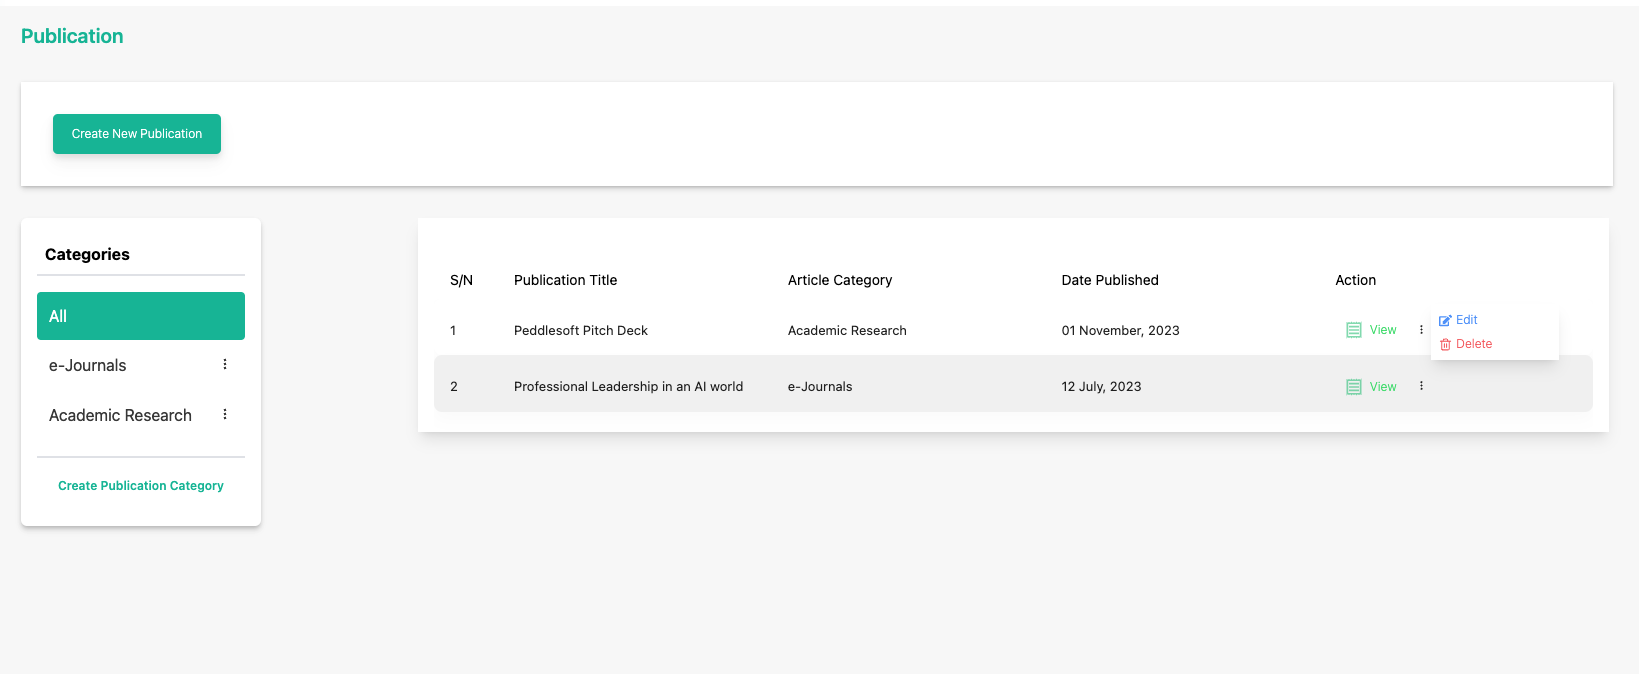 Publication
Create New Publication
Categories
All
e-Journals
Academic Research
Create Publication Category
S/N Publication Title Article Category Date Published Action
1 Peddlesoft Pitch Deck Academic Research 01 November, 2023 View Edit
Delete
2 Professional Leadership in an AI world e-Journals 12 July, 2023 View